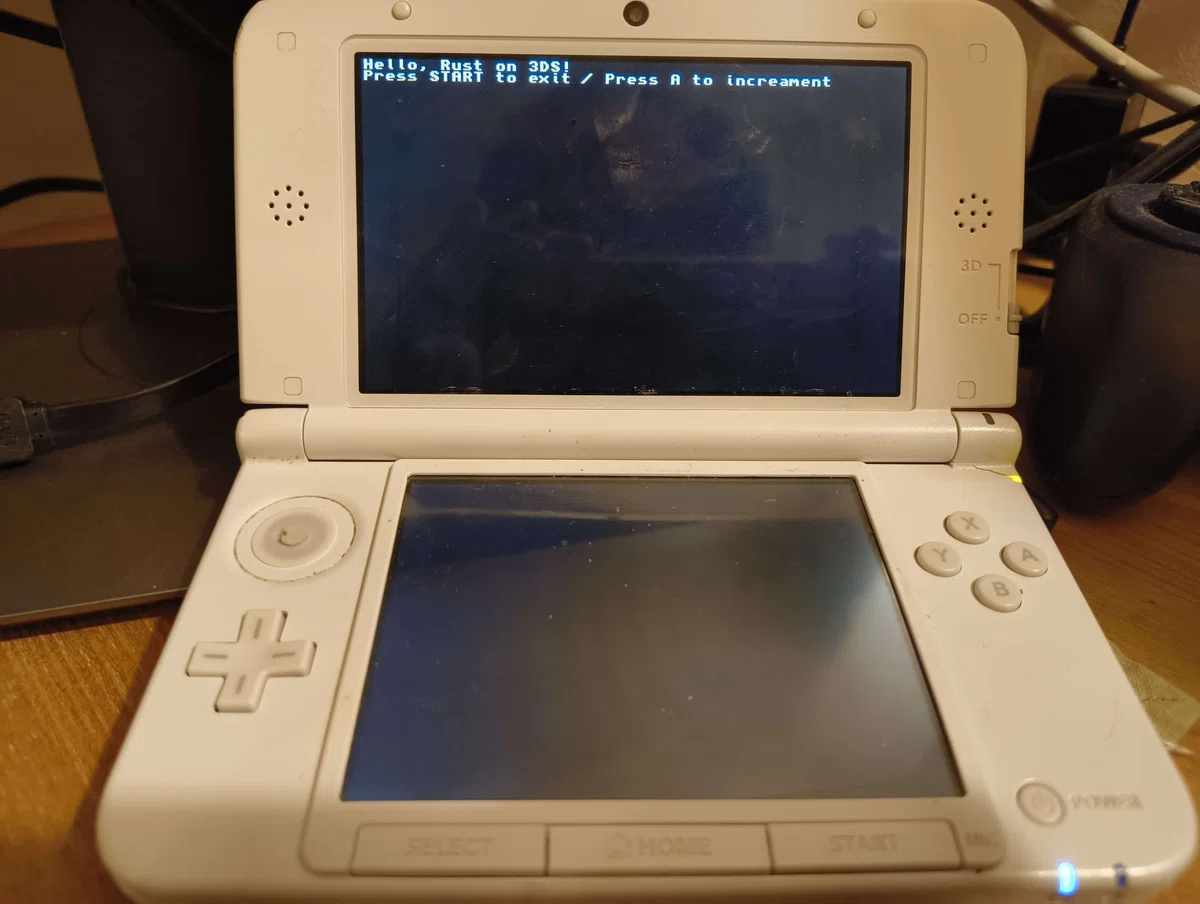 Hello, Rust on 3DS!
Press START to exit / Press A to increament
3D
OFF
X
Y
A
B
POWER
SELECT
HOME
START